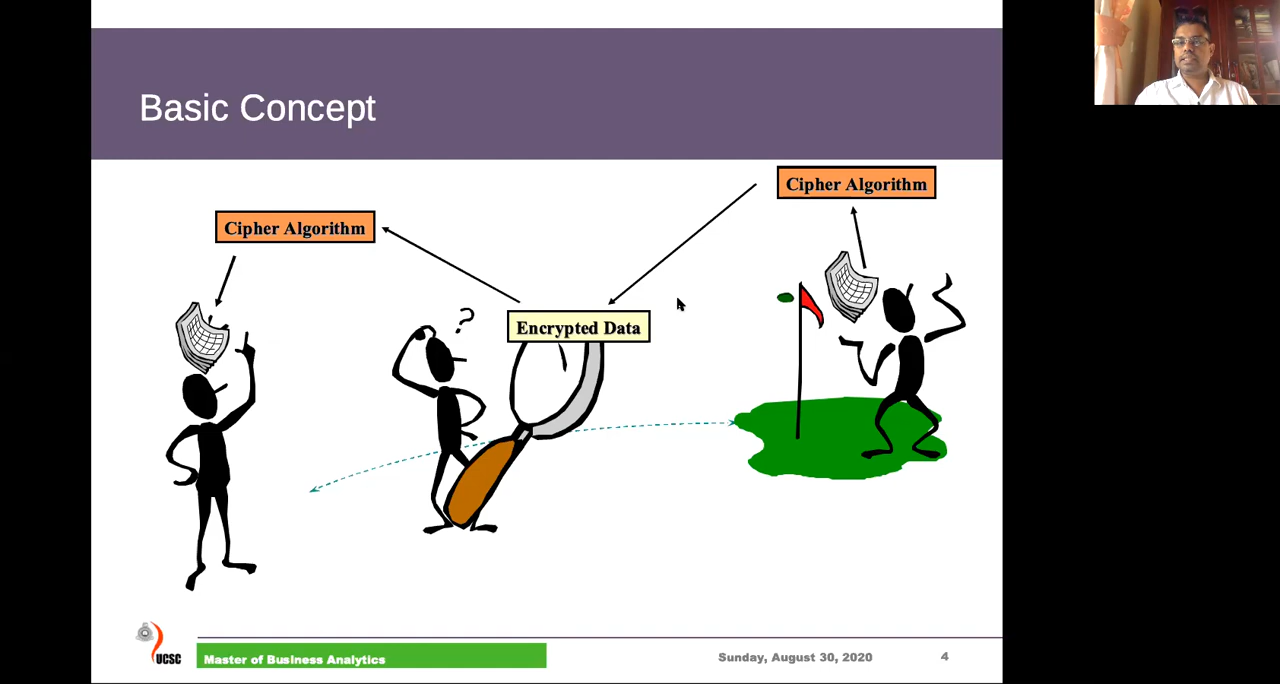 Basic Concept
Cipher Algorithm
Cipher Algorithm
?
Encrypted Data
UCSC
Master of Business Analytics
Sunday, August 30, 2020
4